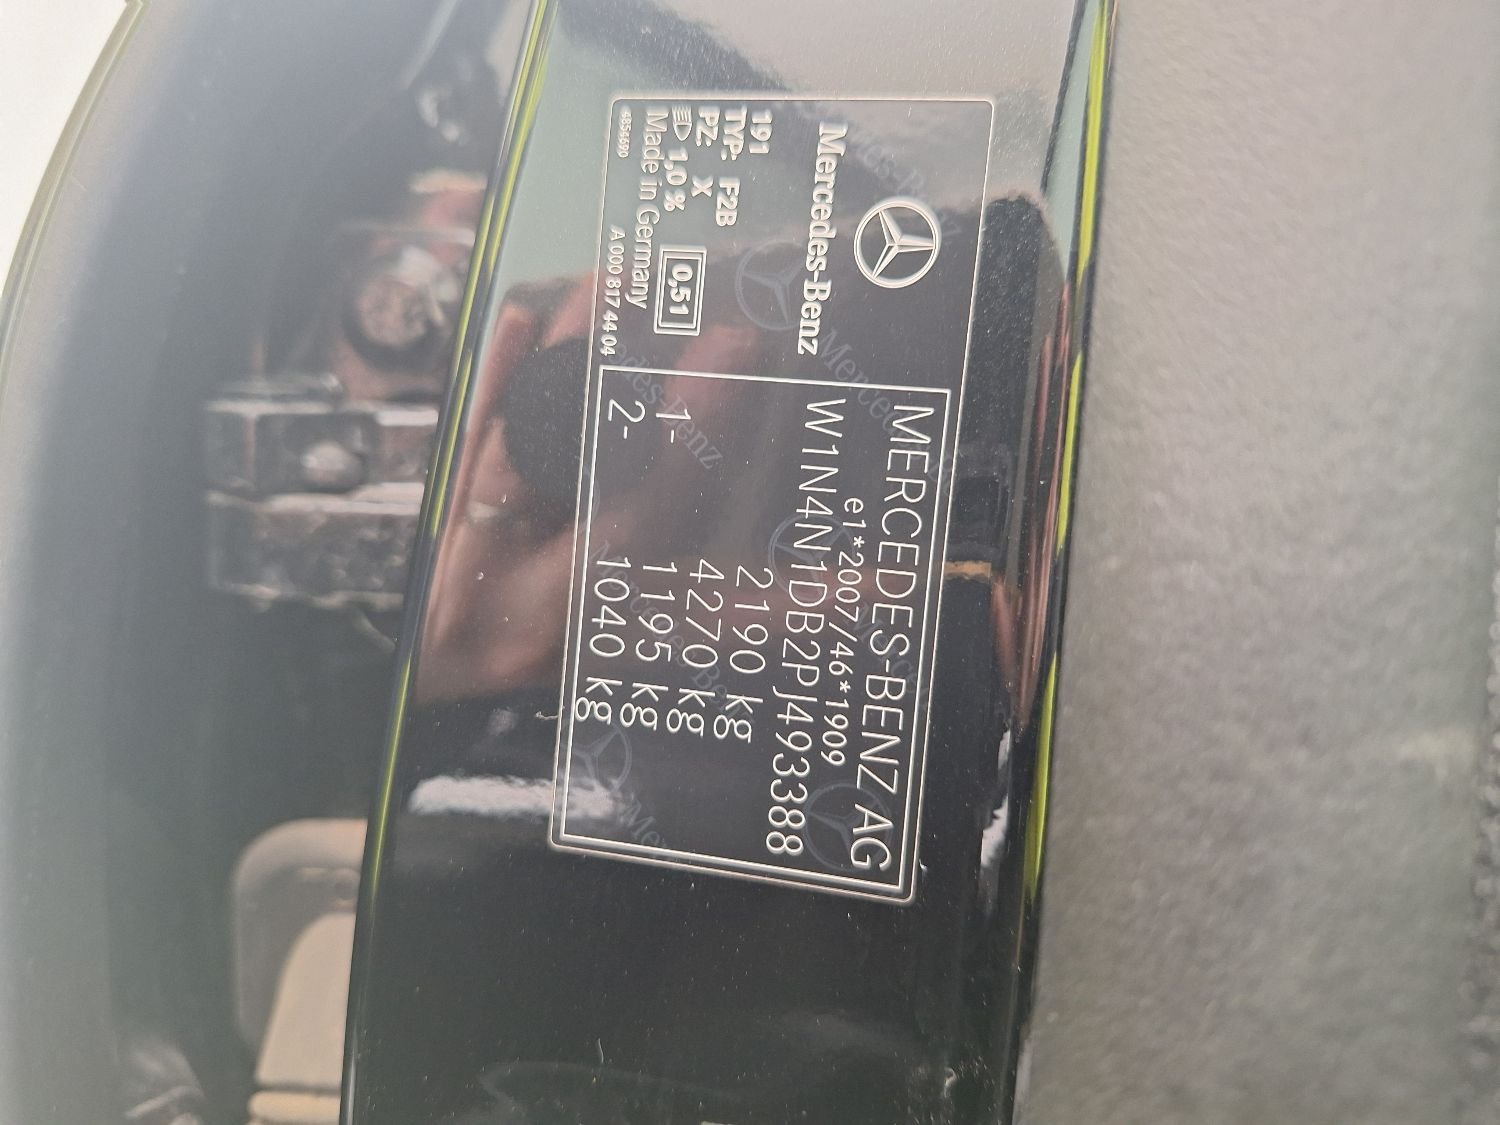 Mercedes-Benz
191
TYP: F2B
PZ: X
1,0 %
0,51
Made in Germany
4854690
A 000 817 44 04
MERCEDES-BENZ AG
e1*2007/46*1909
W1N4N1DB2PJ493388
2190 kg
4270 kg
1- 1195 kg
2- 1040 kg